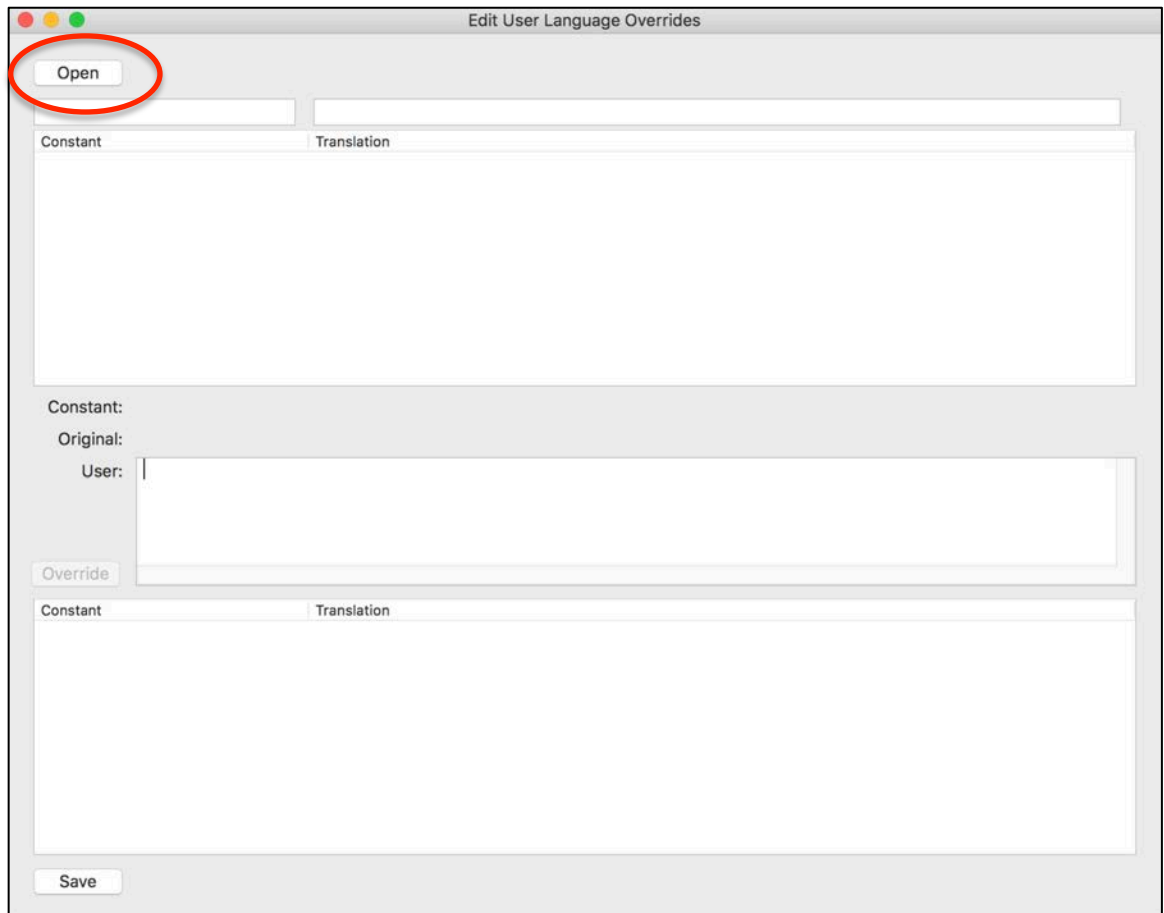 Edit User Language Overrides
Open
Constant Translation
Constant:
Original:
User:
Override
Constant Translation
Save